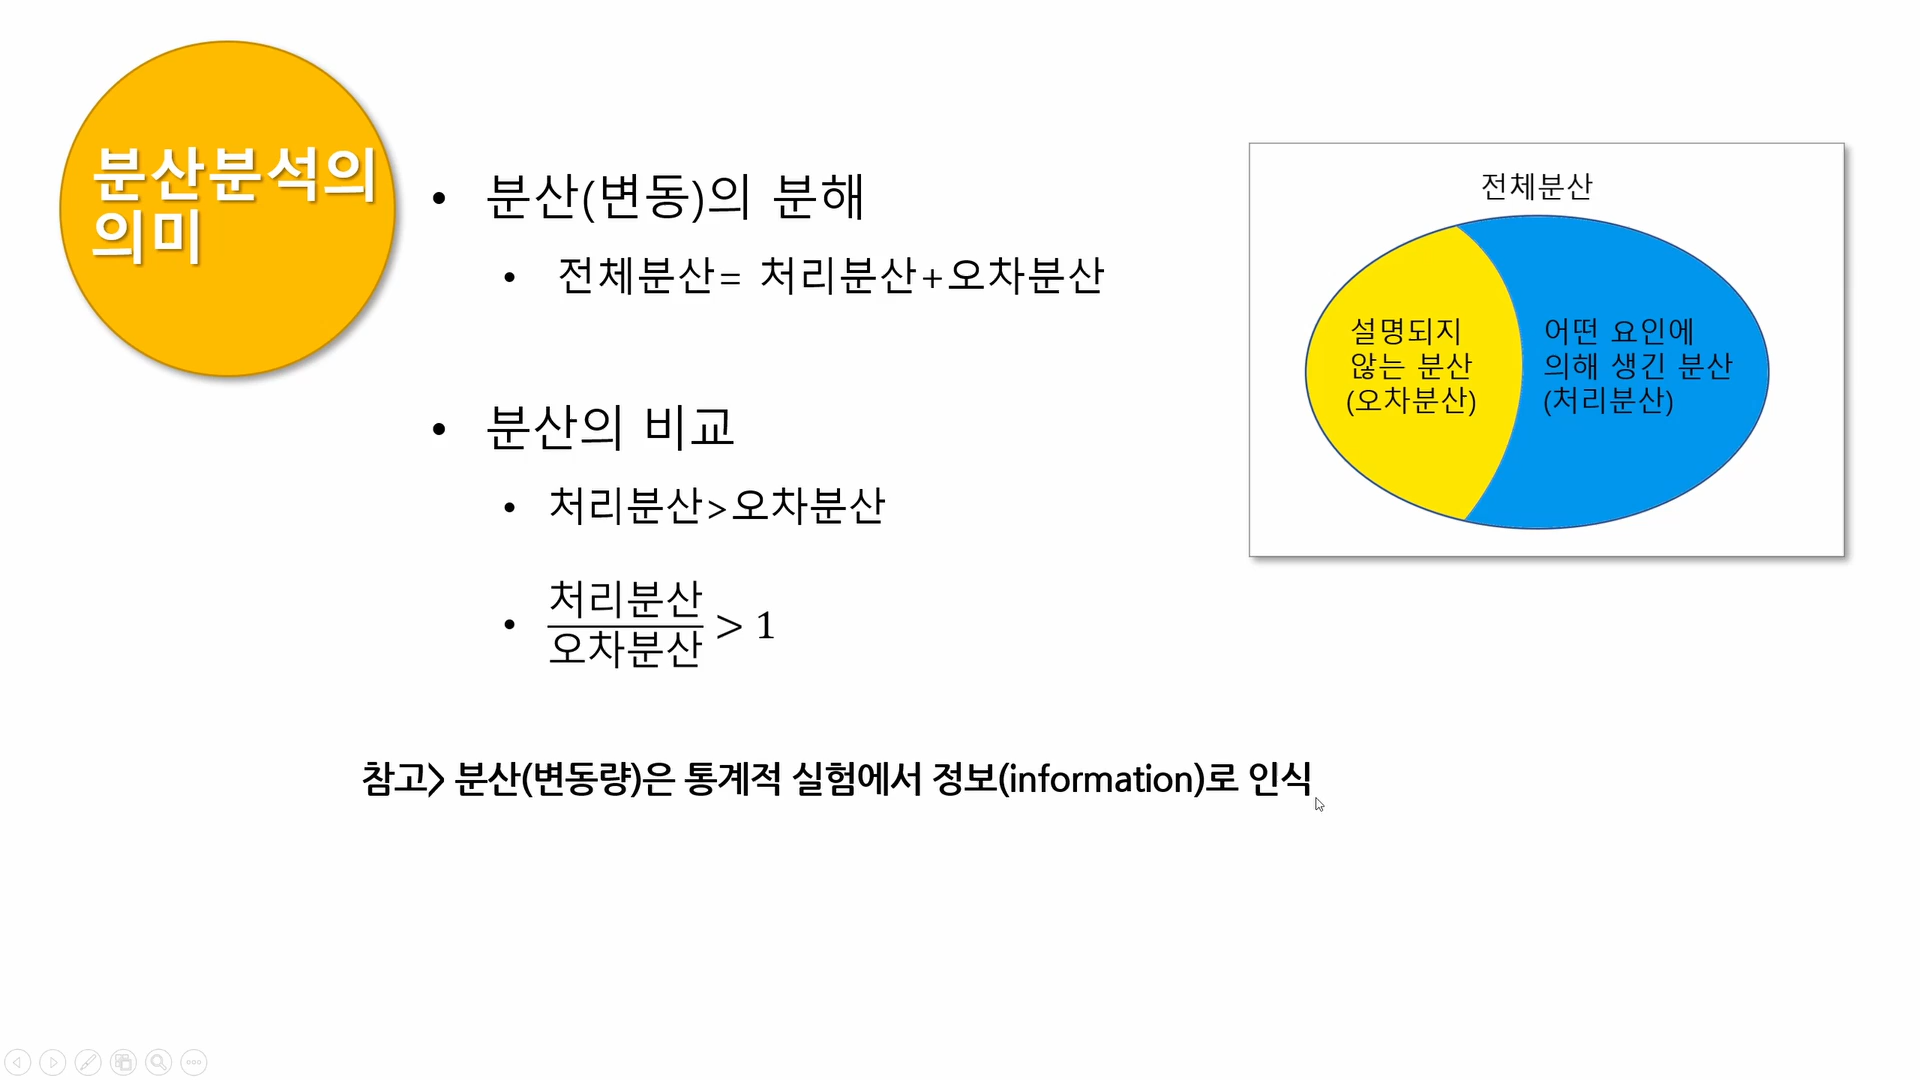 분산분석의
의미
• 분산(변동)의 분해
• 전체분산= 처리분산+오차분산
• 분산의 비교
• 처리분산>오차분산
• 처리분산
오차분산 > 1
전체분산
설명되지
않는 분산
(오차분산)
어떤 요인에
의해 생긴 분산
(처리분산)
참고> 분산(변동량)은 통계적 실험에서 정보(information)로 인식